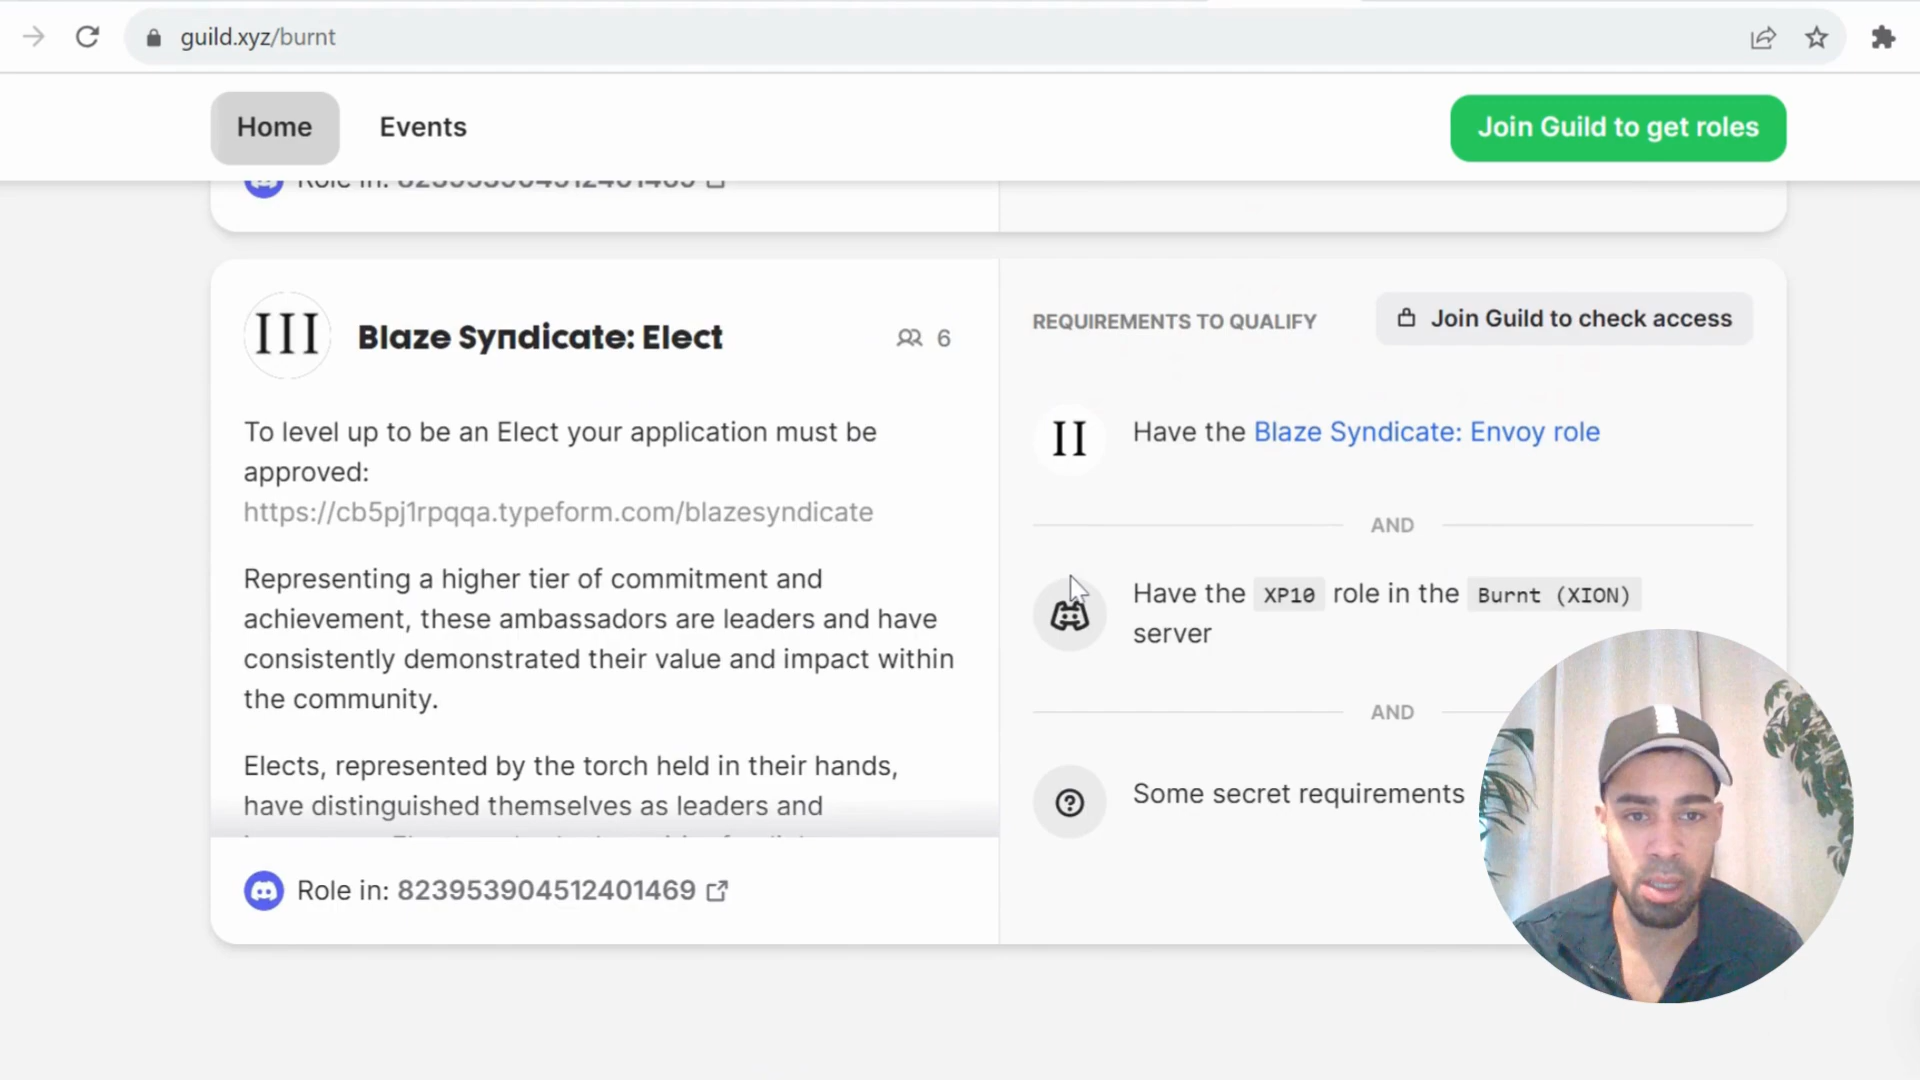 guild.xyz/burnt
Home
Events
Join Guild to get roles
Role in: 823953904512401469
III
Blaze Syndicate: Elect
6
To level up to be an Elect your application must be
approved:
https://cb5pj1rpqqa.typeform.com/blazesyndicate
Representing a higher tier of commitment and
achievement, these ambassadors are leaders and have
consistently demonstrated their value and impact within
the community.
Elects, represented by the torch held in their hands,
have distinguished themselves as leaders and
Role in: 823953904512401469
REQUIREMENTS TO QUALIFY
Join Guild to check access
II
Have the Blaze Syndicate: Envoy role
AND
Have the XP10 role in the Burnt (XION)
server
AND
Some secret requirements